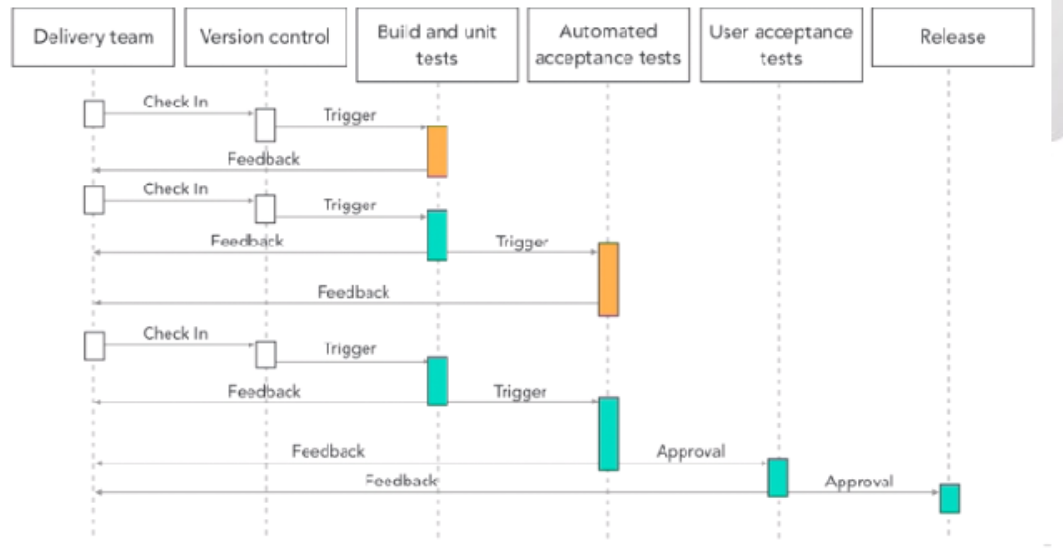 Delivery team
Version control
Build and unit
tests
Automated
acceptance tests
User acceptance
tests
Release
Check In
Trigger
Feedback
Check In
Trigger
Feedback
Trigger
Feedback
Check In
Trigger
Feedback
Trigger
Feedback
Approval
Feedback
Approval